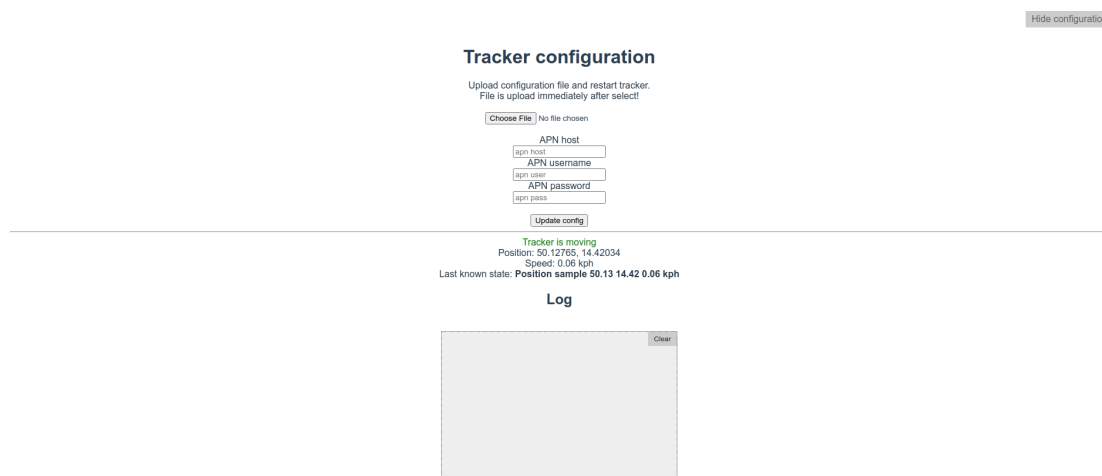 Hide configuratio
Tracker configuration
Upload configuration file and restart tracker.
File is upload immediately after select!
Choose File No file chosen
APN host
apn host
APN username
apn user
APN password
apn pass
Update config
Tracker is moving
Position: 50.12765, 14.42034
Speed: 0.06 kph
Last known state: Position sample 50.13 14.42 0.06 kph
Log
Clear